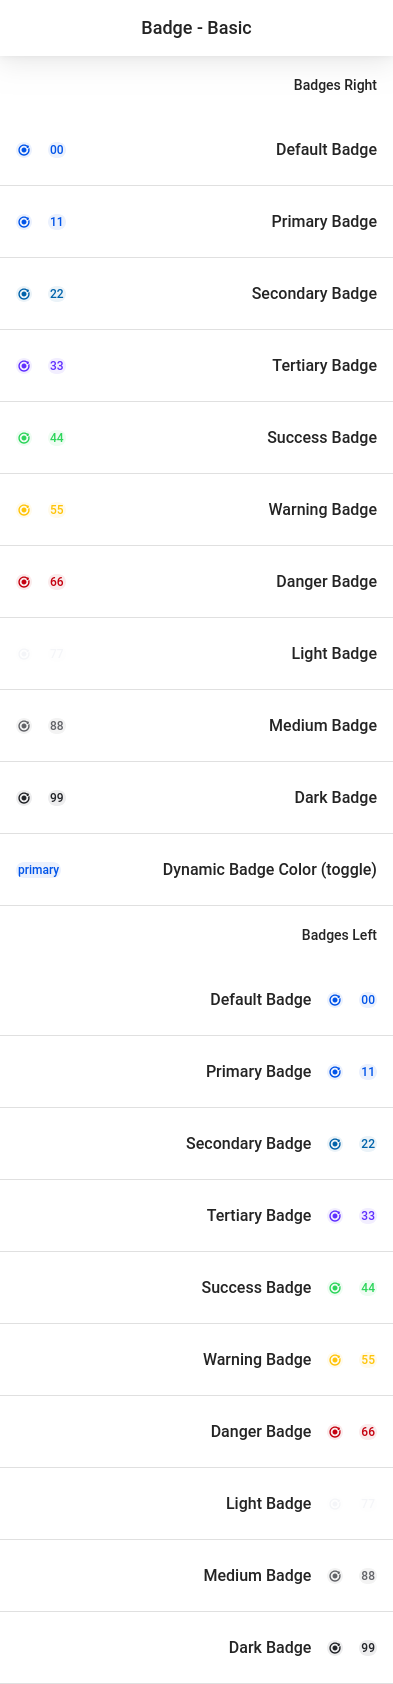 Badge - Basic
Badges Right
00 Default Badge
11 Primary Badge
22 Secondary Badge
33 Tertiary Badge
44 Success Badge
55 Warning Badge
66 Danger Badge
77 Light Badge
88 Medium Badge
99 Dark Badge
primary Dynamic Badge Color (toggle)
Badges Left
Default Badge 00
Primary Badge 11
Secondary Badge 22
Tertiary Badge 33
Success Badge 44
Warning Badge 55
Danger Badge 66
Light Badge 77
Medium Badge 88
Dark Badge 99